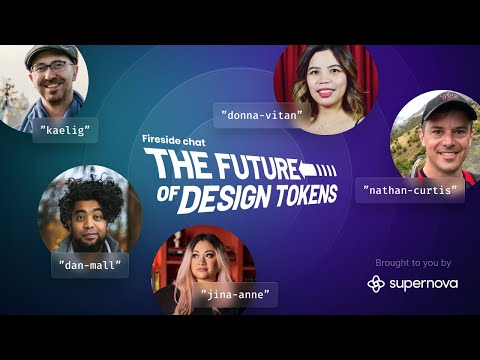 "donna-vitan"
"kaelig"
Fireside chat
THE FUTURE
OF DESIGN TOKENS
"nathan-curtis"
"dan-mall"
"jina-anne"
Brought to you by
supernova